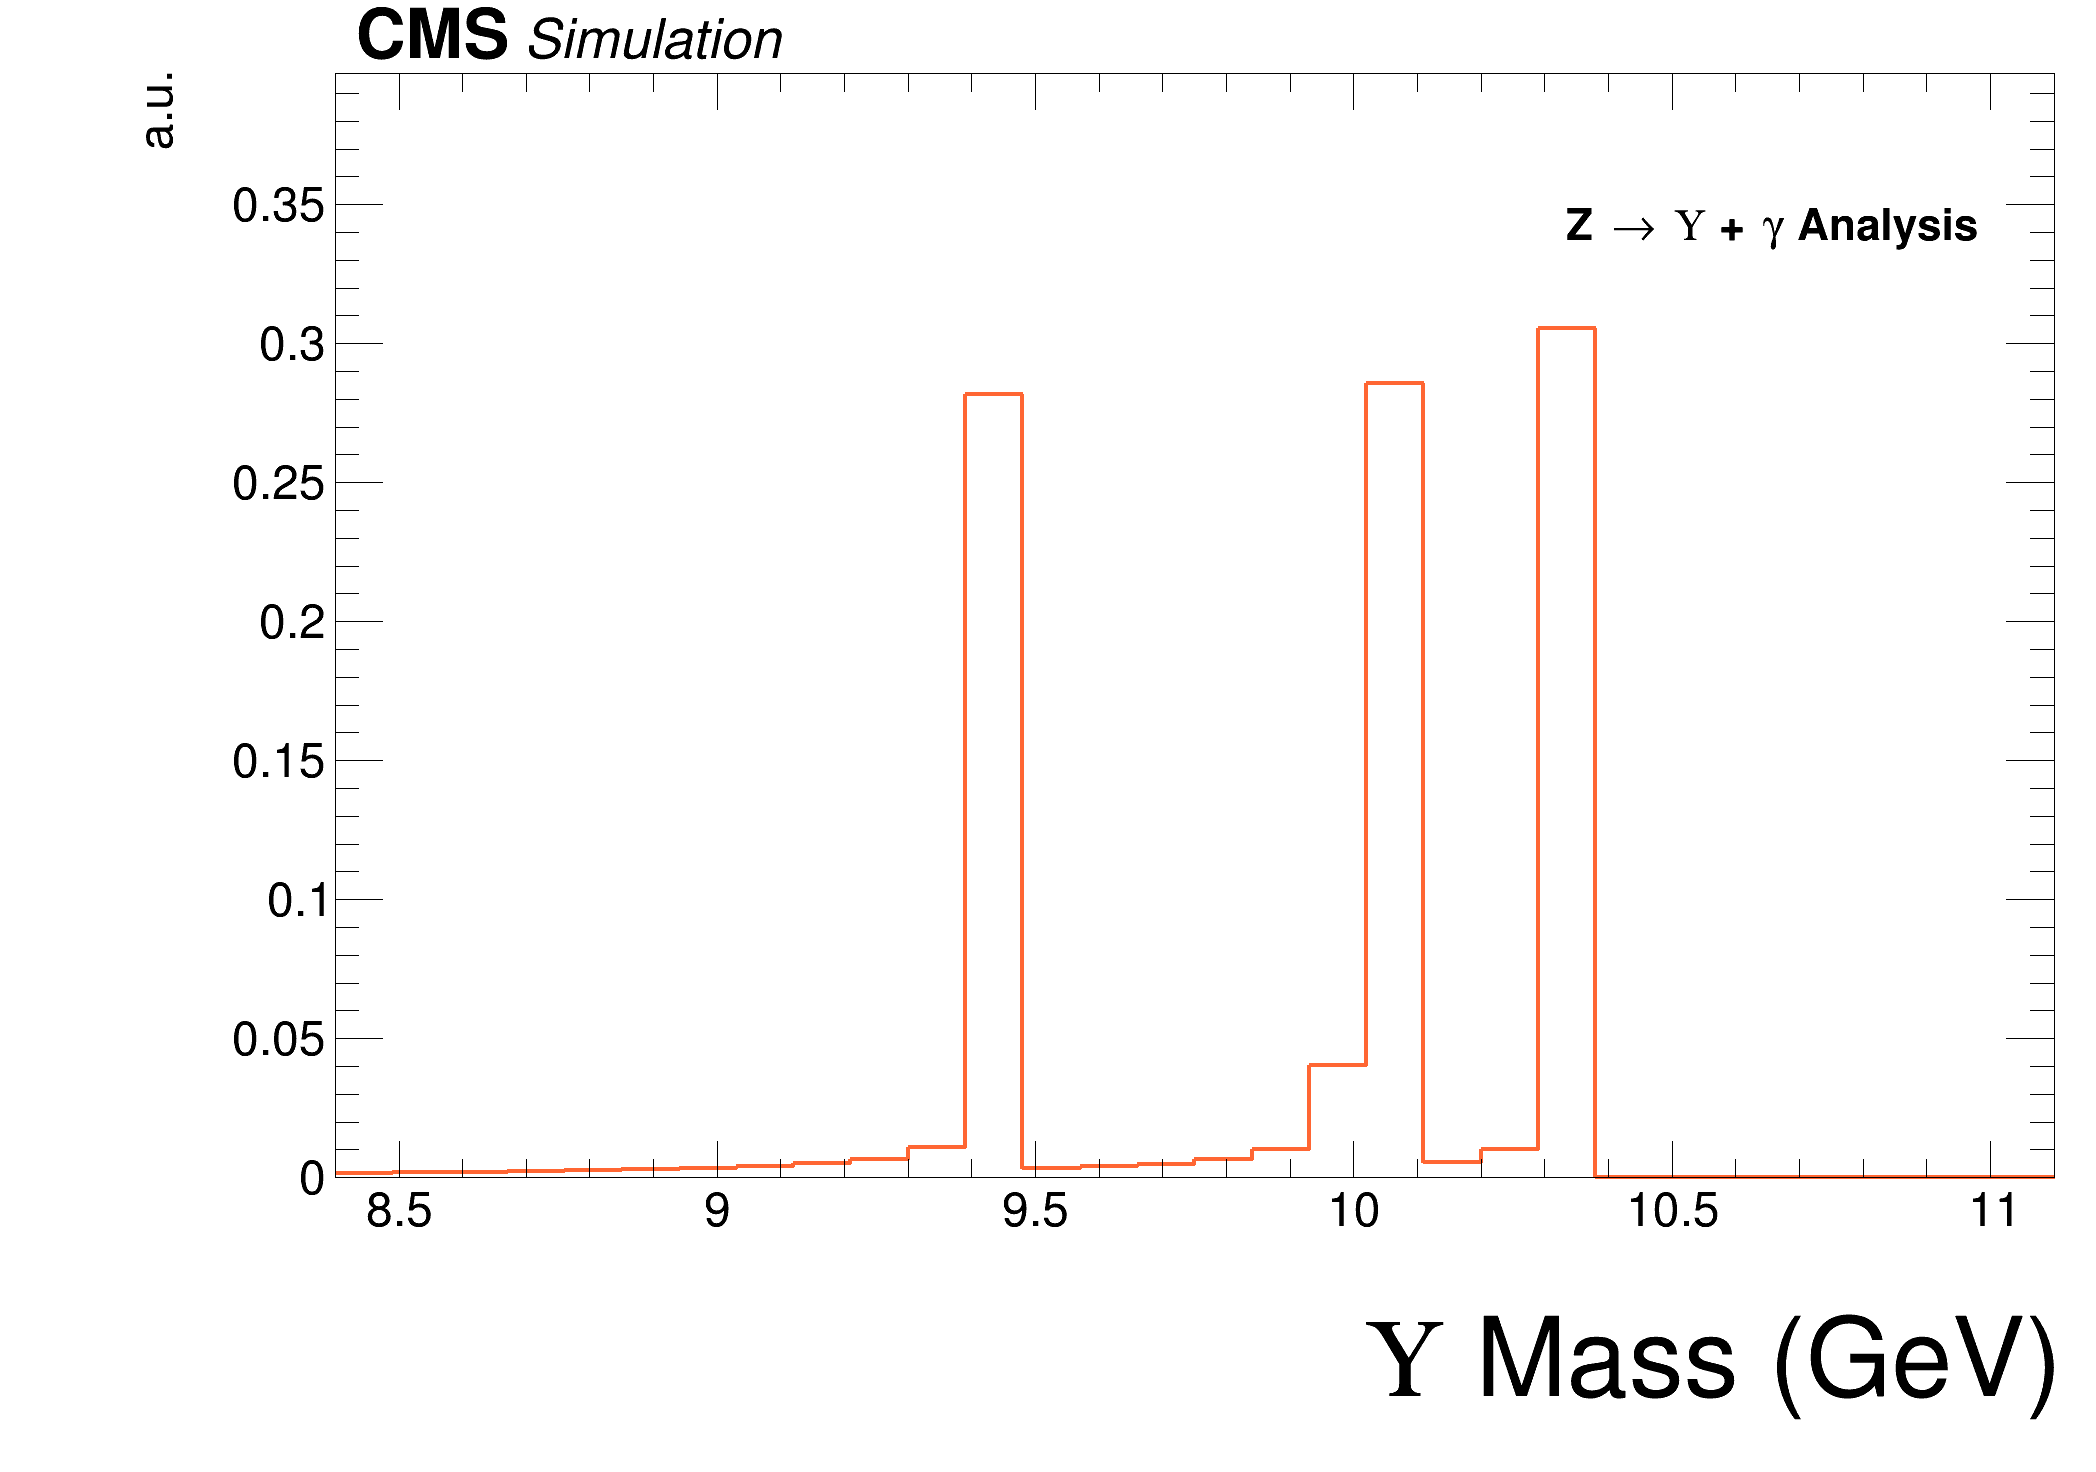 CMS Simulation
a.u.
Z → ϒ + γ Analysis
0.35
0.3
0.25
0.2
0.15
0.1
0.05
0
8.5 9 9.5 10 10.5 11
ϒ Mass (GeV)